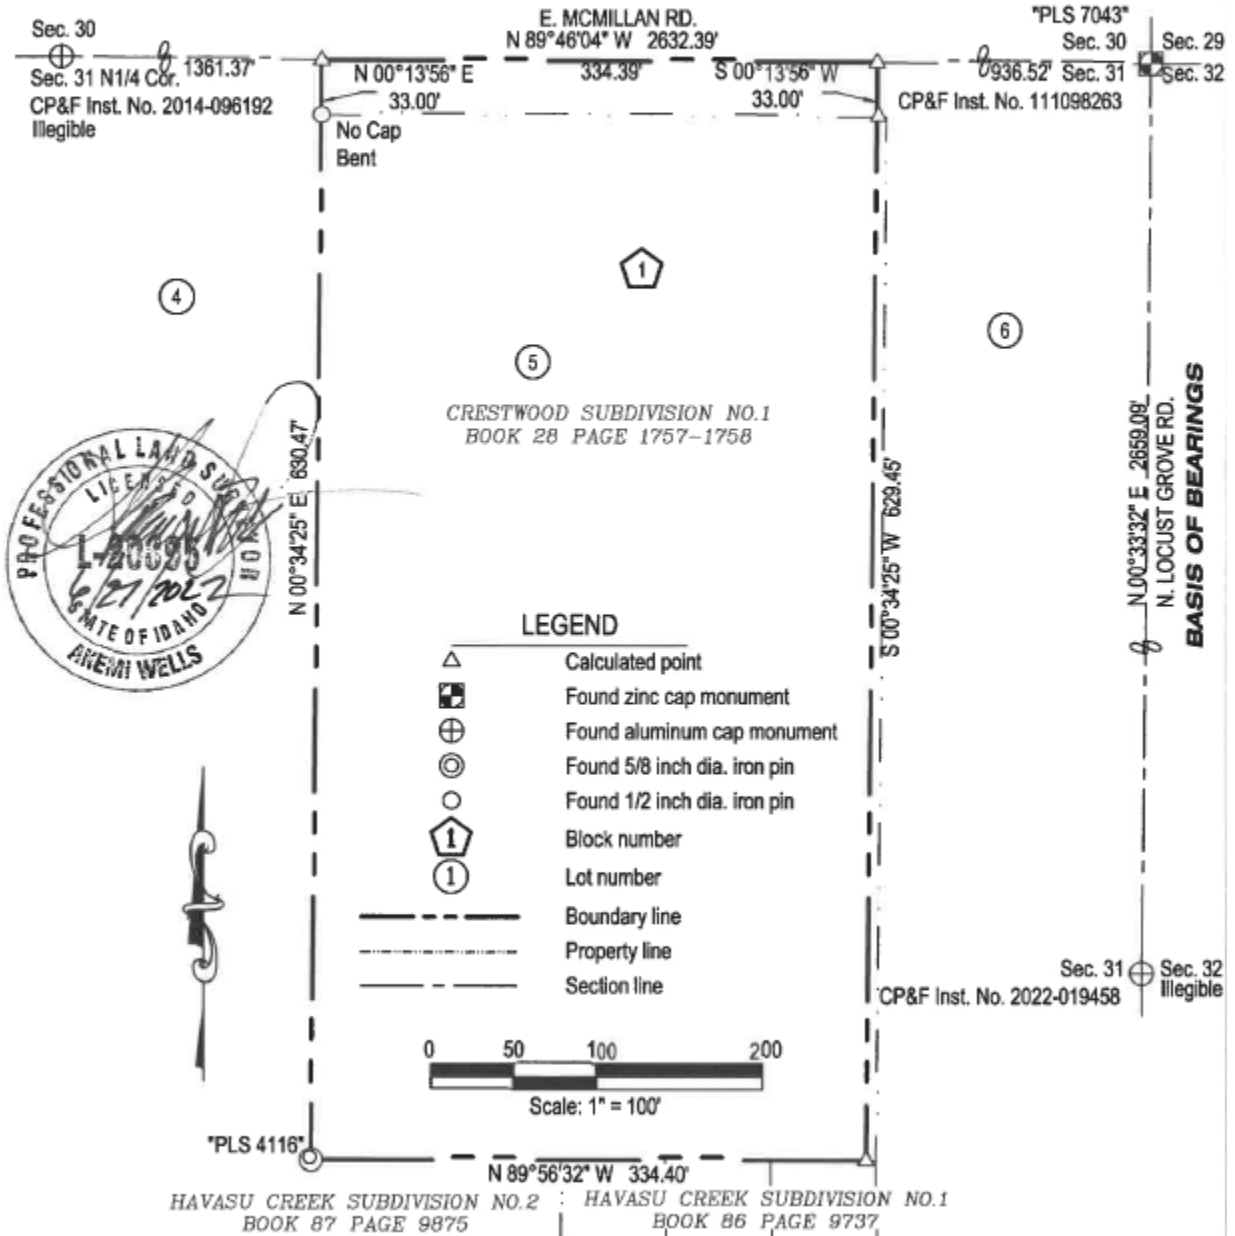 Sec. 30
Sec. 31 N1/4 Cor.
CP&F Inst. No. 2014-096192
Illegible
1361.37'
E. MCMILLAN RD.
N 89°46'04" W 2632.39'
334.39'
N 00°13'56" E
33.00'
S 00°13'56" W
33.00'
No Cap
Bent
"PLS 7043"
Sec. 30
Sec. 29
936.52'
Sec. 31
Sec. 32
CP&F Inst. No. 111098263
1
4
5
6
CRESTWOOD SUBDIVISION NO.1
BOOK 28 PAGE 1757-1758
N 00°34'25" E 630.47'
S 00°34'25" W 629.45'
N 00°33'32" E 2659.09'
N. LOCUST GROVE RD.
BASIS OF BEARINGS
PROFESSIONAL LAND SURVEYOR
LICENSED
L-20695
6/27/2022
STATE OF IDAHO
AKEMI WELLS
LEGEND
Calculated point
Found zinc cap monument
Found aluminum cap monument
Found 5/8 inch dia. iron pin
Found 1/2 inch dia. iron pin
1 Block number
1 Lot number
Boundary line
Property line
Section line
Sec. 31
Sec. 32
Illegible
CP&F Inst. No. 2022-019458
0 50 100 200
Scale: 1" = 100'
"PLS 4116"
N 89°56'32" W 334.40'
HAVASU CREEK SUBDIVISION NO.2
BOOK 87 PAGE 9875
HAVASU CREEK SUBDIVISION NO.1
BOOK 86 PAGE 9737